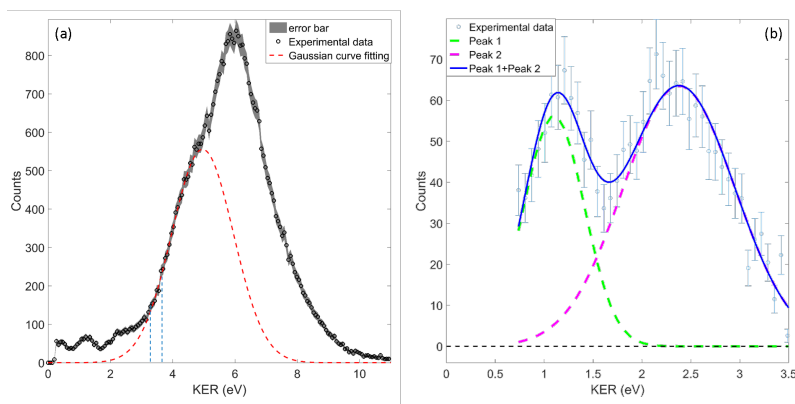 (a)
error bar
Experimental data
Gaussian curve fitting
Counts
900
800
700
600
500
400
300
200
100
0
0 2 4 6 8 10
KER (eV)
(b)
Experimental data
Peak 1
Peak 2
Peak 1+Peak 2
Counts
70
60
50
40
30
20
10
0
0 0.5 1 1.5 2 2.5 3 3.5
KER (eV)